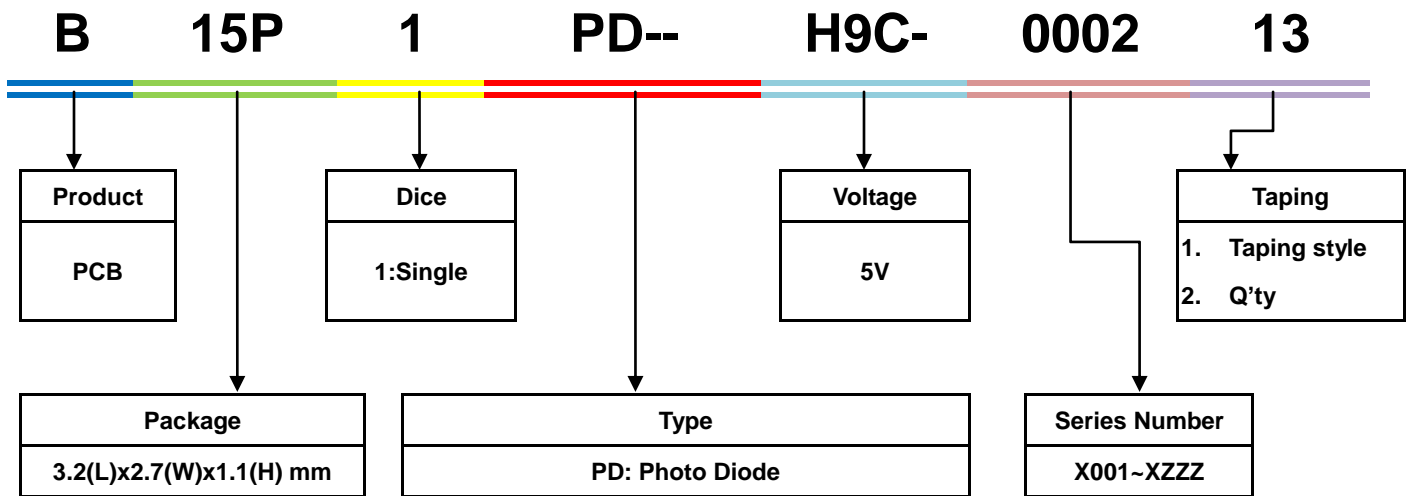 B 15P 1 PD-- H9C- 0002 13
Product
PCB
Dice
1:Single
Voltage
5V
Taping
1. Taping style
2. Q’ty
Package
3.2(L)x2.7(W)x1.1(H) mm
Type
PD: Photo Diode
Series Number
X001~XZZZ